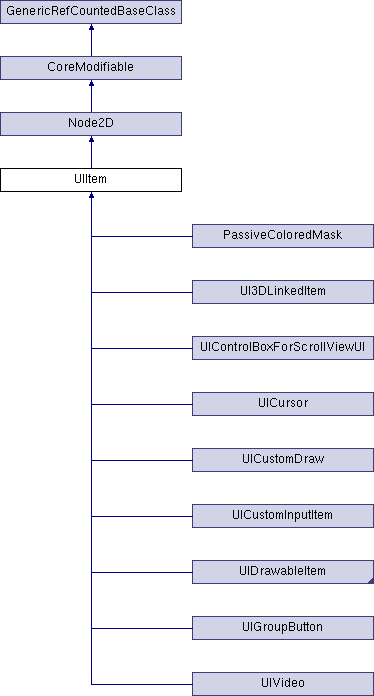 GenericRefCountedBaseClass
CoreModifiable
Node2D
UIItem
PassiveColoredMask
UI3DLinkedItem
UIControlBoxForScrollViewUI
UICursor
UICustomDraw
UICustomInputItem
UIDrawableItem
UIGroupButton
UIVideo